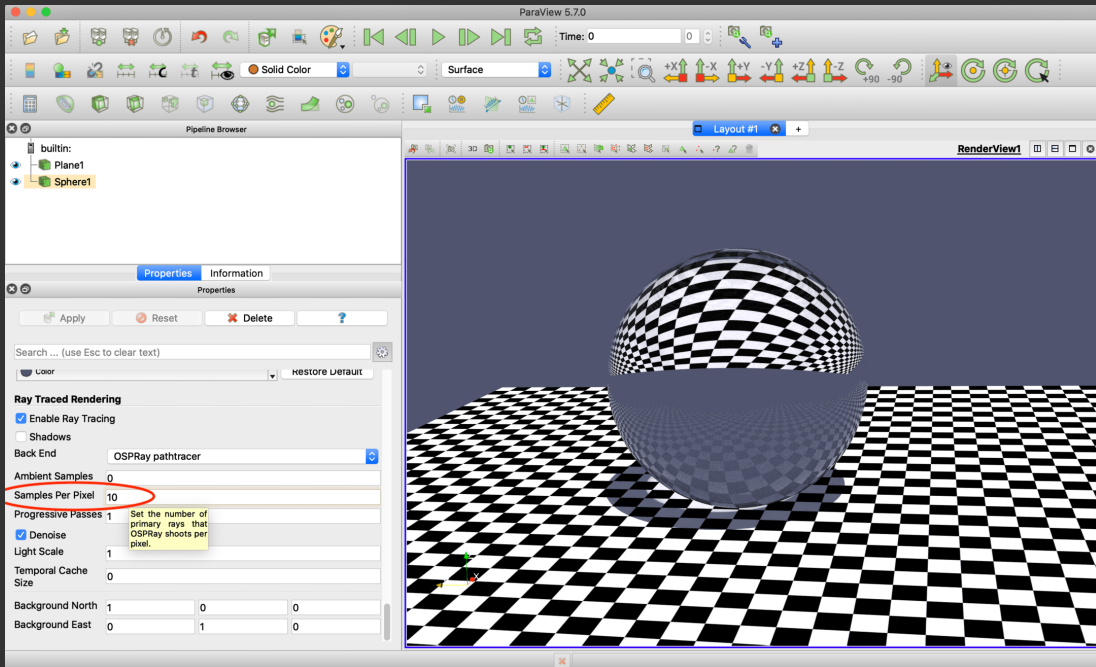 ParaView 5.7.0
Time: 0
0
Solid Color
Surface
+X
-X
+Y
-Y
+Z
-Z
+90
-90
Pipeline Browser
builtin:
Plane1
Sphere1
Properties
Information
Properties
Apply
Reset
Delete
?
Search ... (use Esc to clear text)
Color
Restore Default
Ray Traced Rendering
Enable Ray Tracing
Shadows
Back End
OSPRay pathtracer
Ambient Samples
0
Samples Per Pixel
10
Progressive Passes
1
Set the number of
primary rays that
OSPRay shoots per
pixel.
Denoise
Light Scale
1
Temporal Cache
Size
0
Background North
1
0
0
Background East
0
1
0
Layout #1
+
3D
RenderView1
X